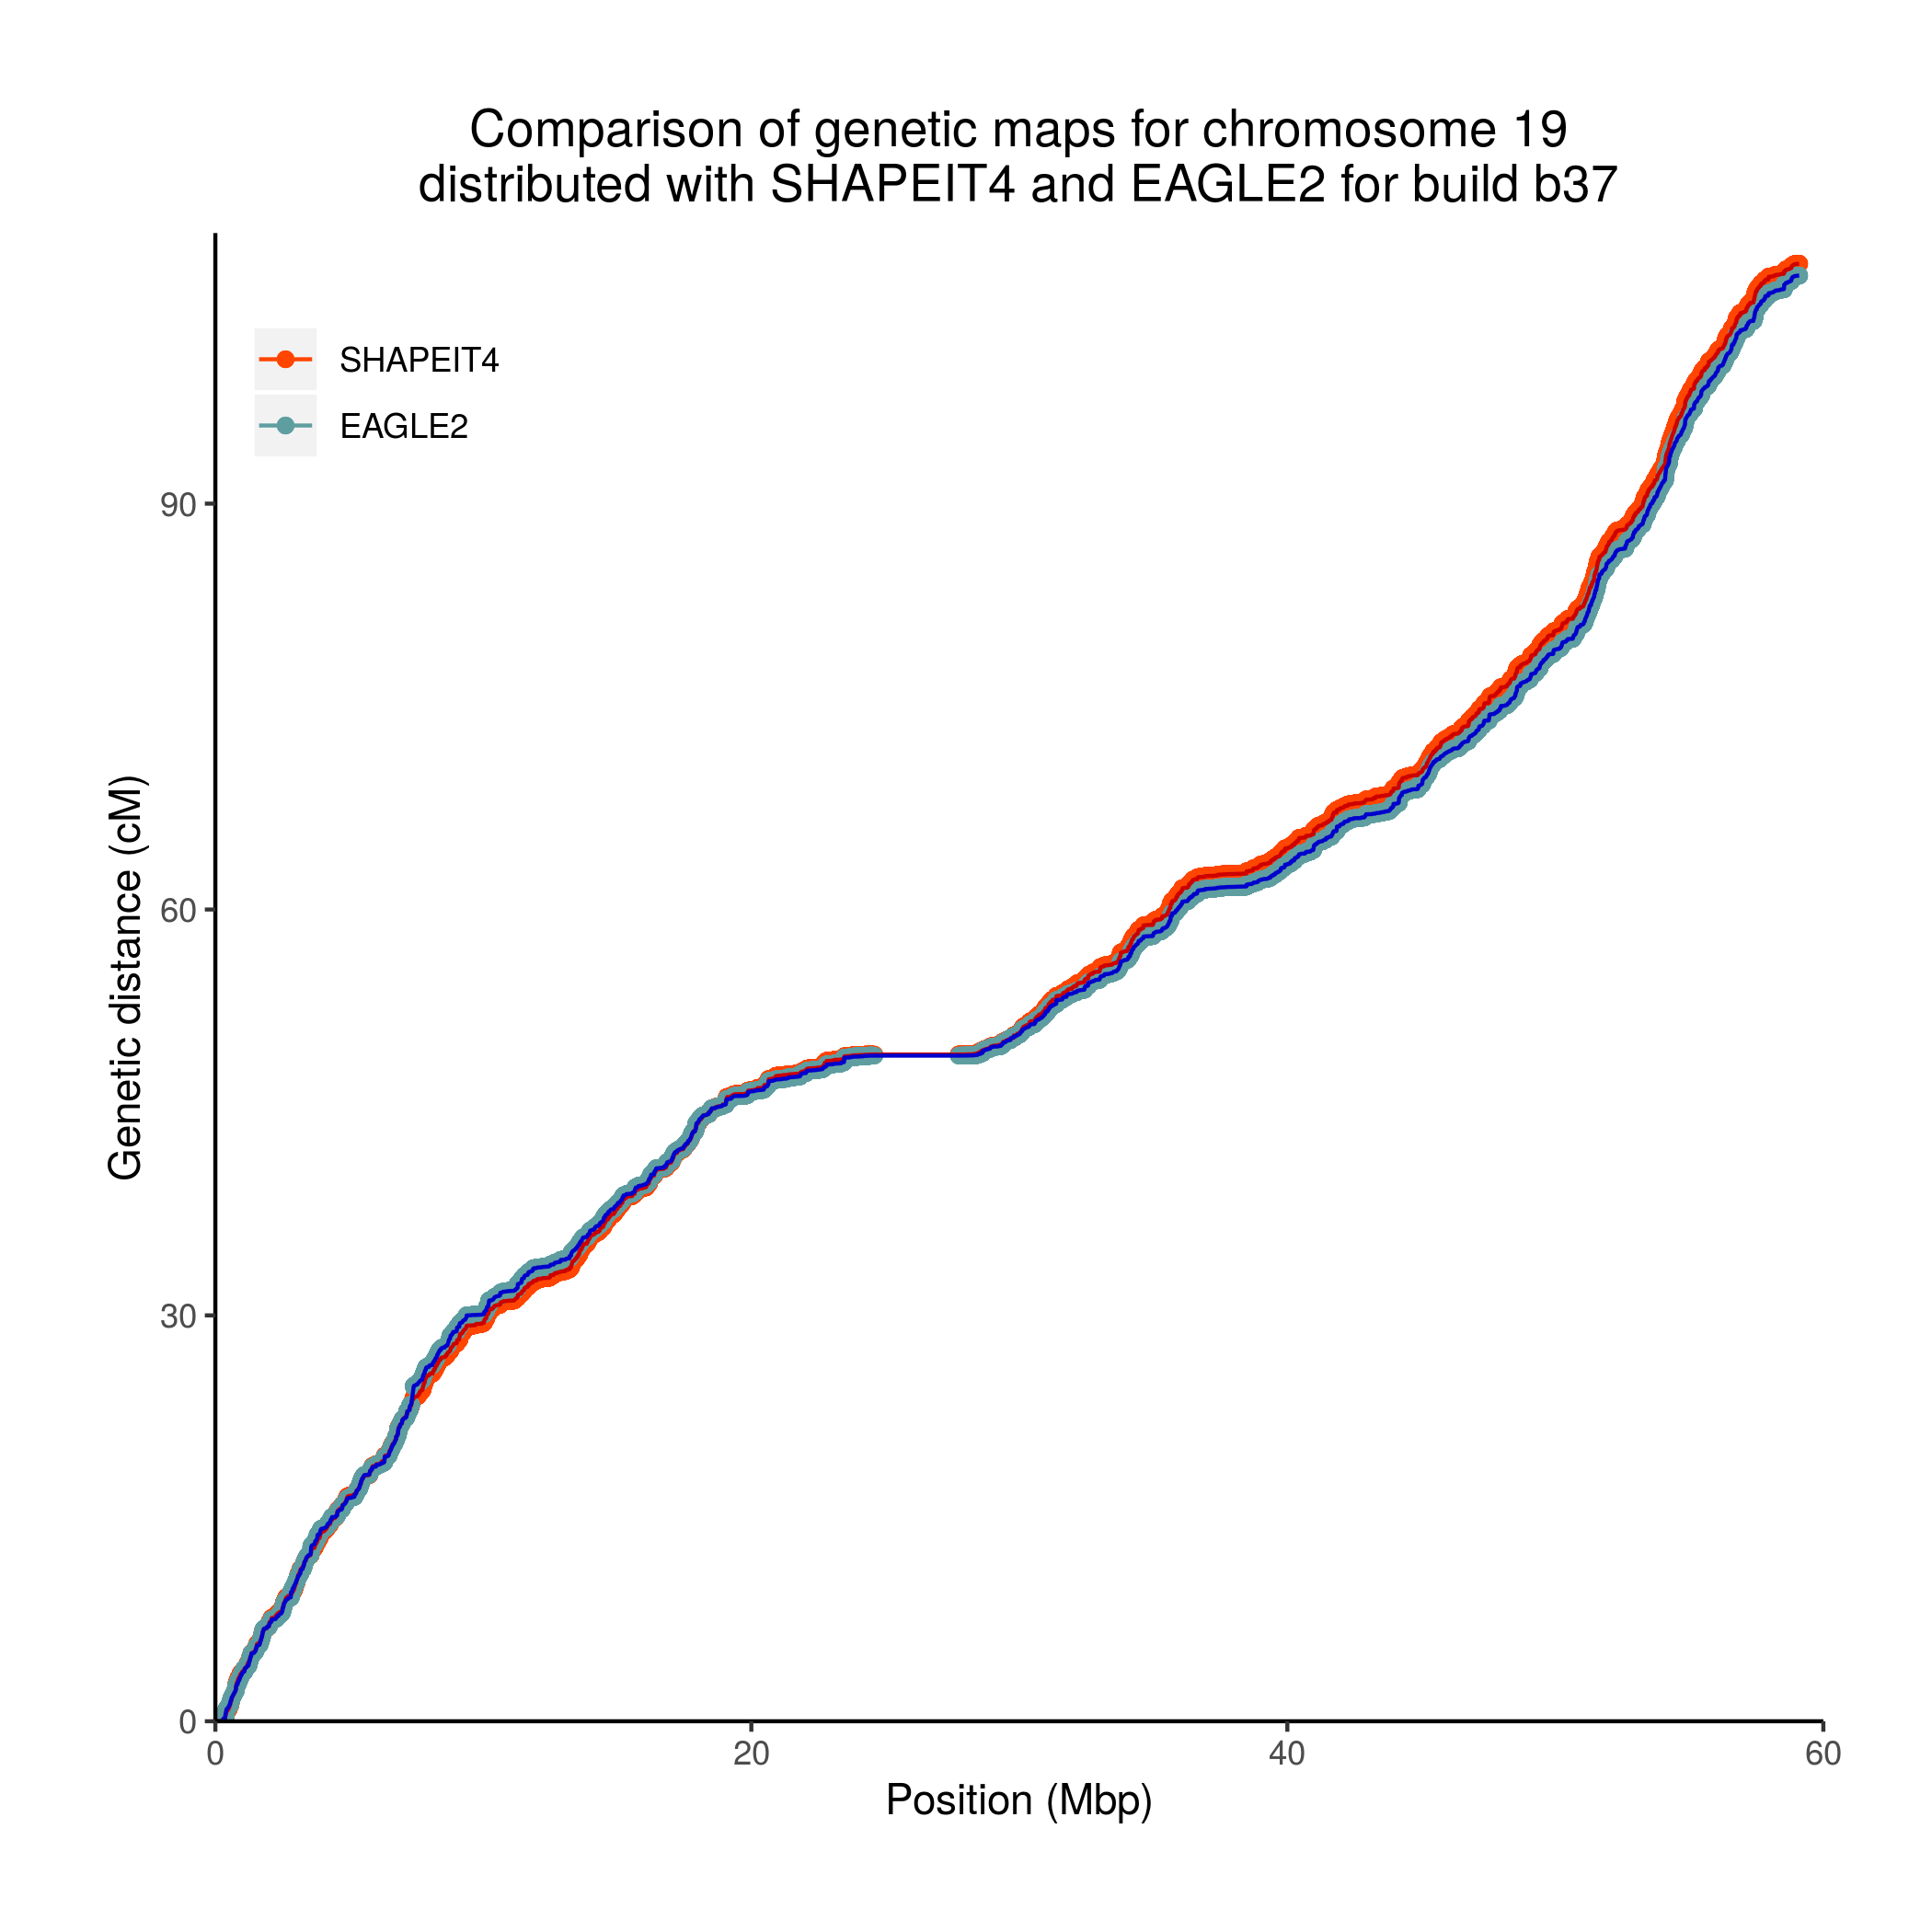 Comparison of genetic maps for chromosome 19
distributed with SHAPEIT4 and EAGLE2 for build b37
SHAPEIT4
EAGLE2
90
60
30
0
Genetic distance (cM)
0 20 40 60
Position (Mbp)